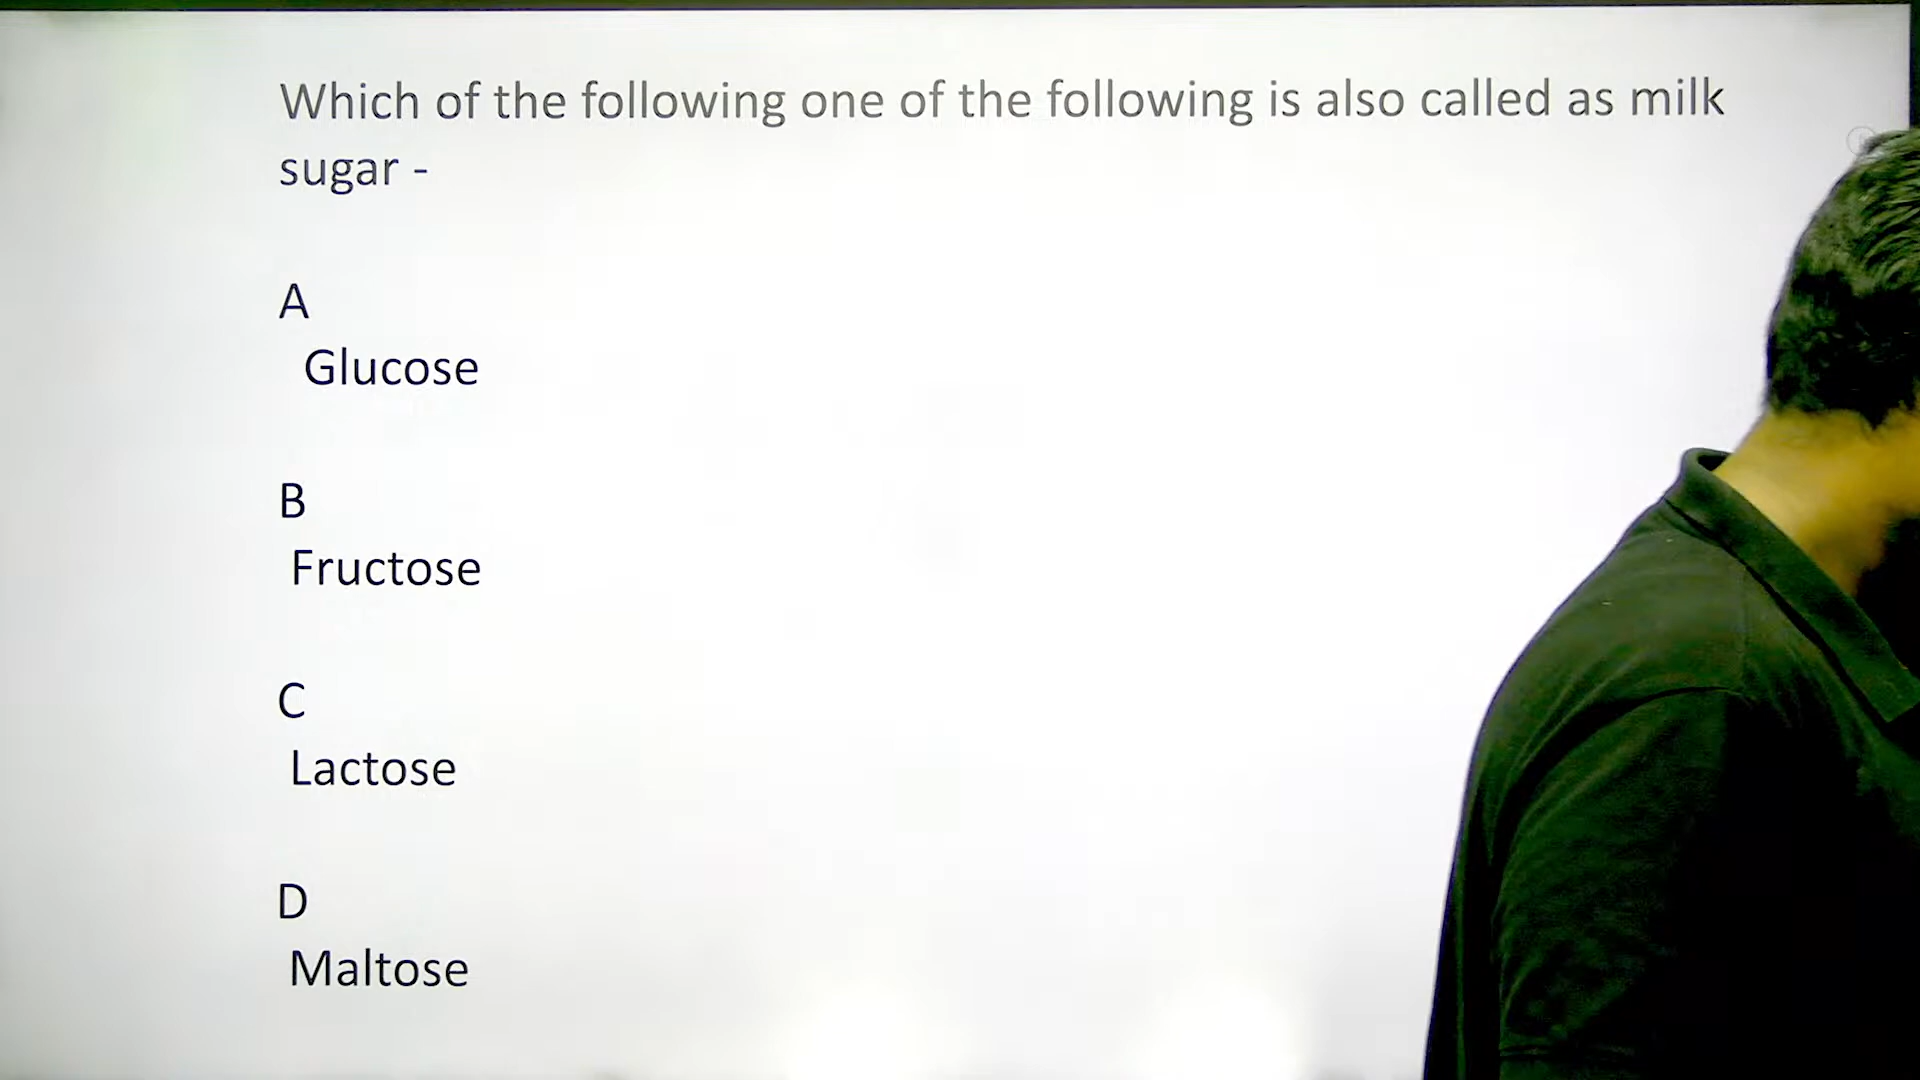 Which of the following one of the following is also called as milk
sugar -
A
Glucose
B
Fructose
C
Lactose
D
Maltose